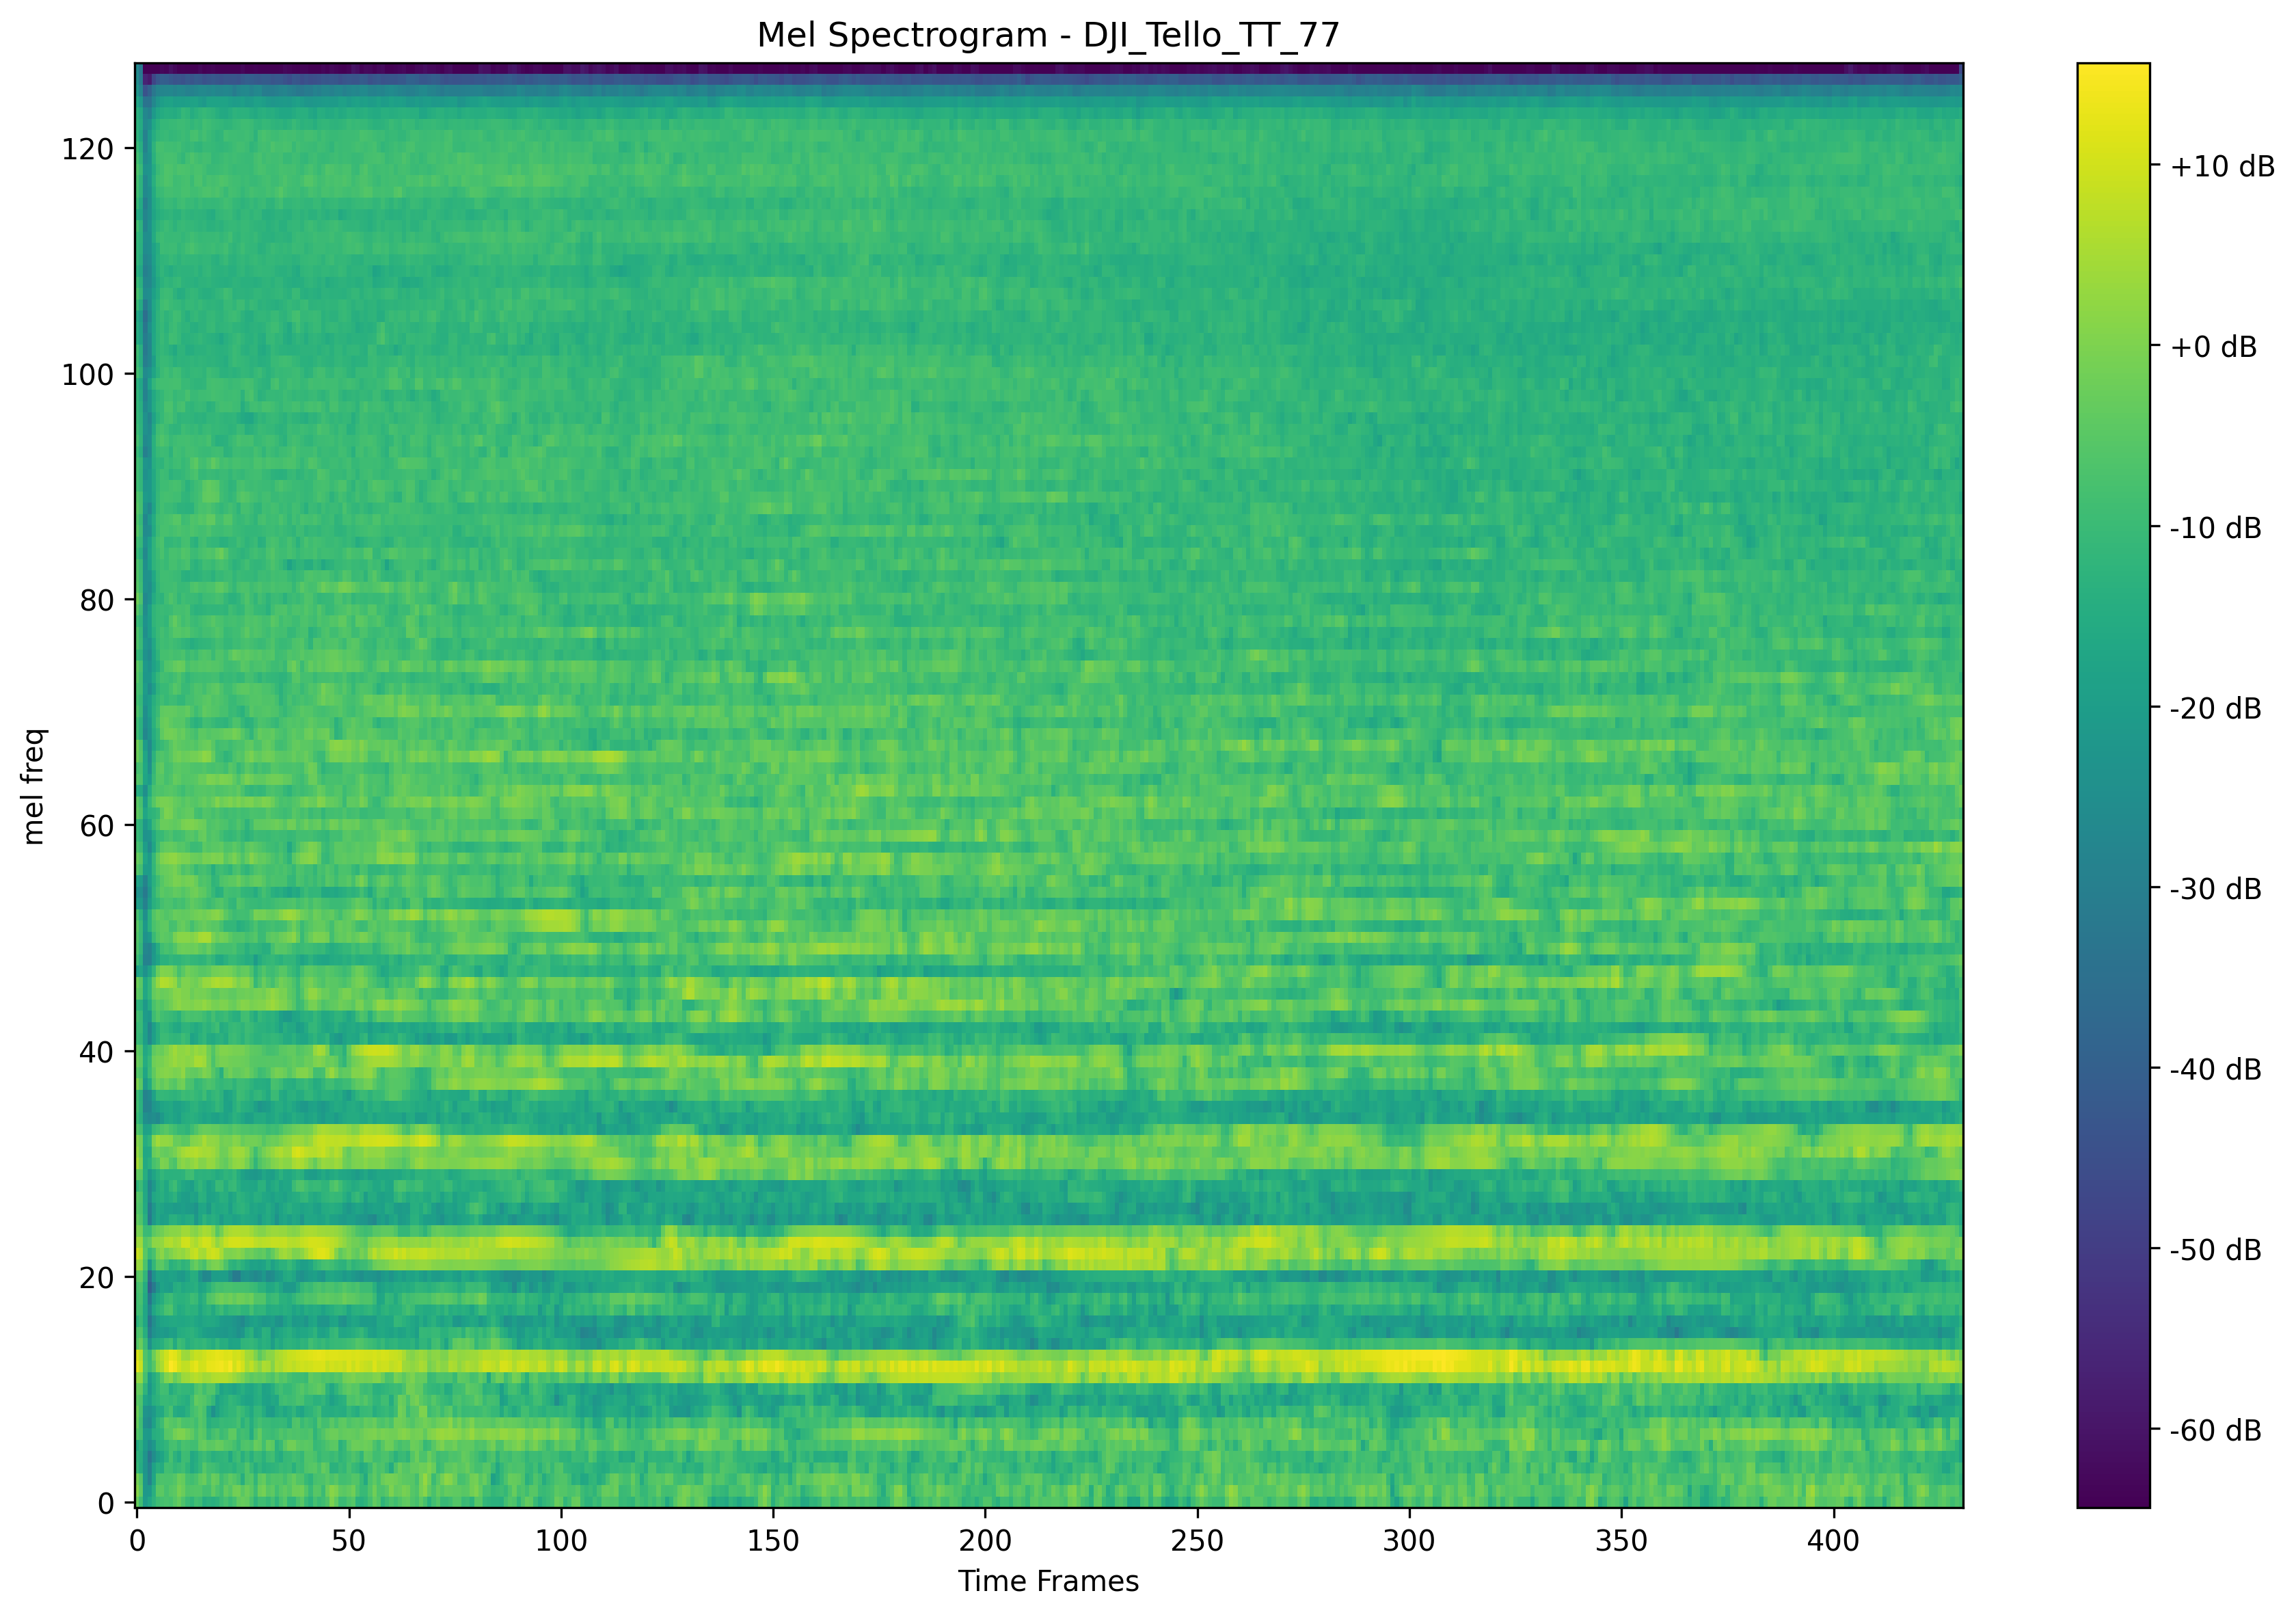 Mel Spectrogram - DJI_Tello_TT_77
mel freq
120
100
80
60
40
20
0
0 50 100 150 200 250 300 350 400
Time Frames
+10 dB
+0 dB
-10 dB
-20 dB
-30 dB
-40 dB
-50 dB
-60 dB